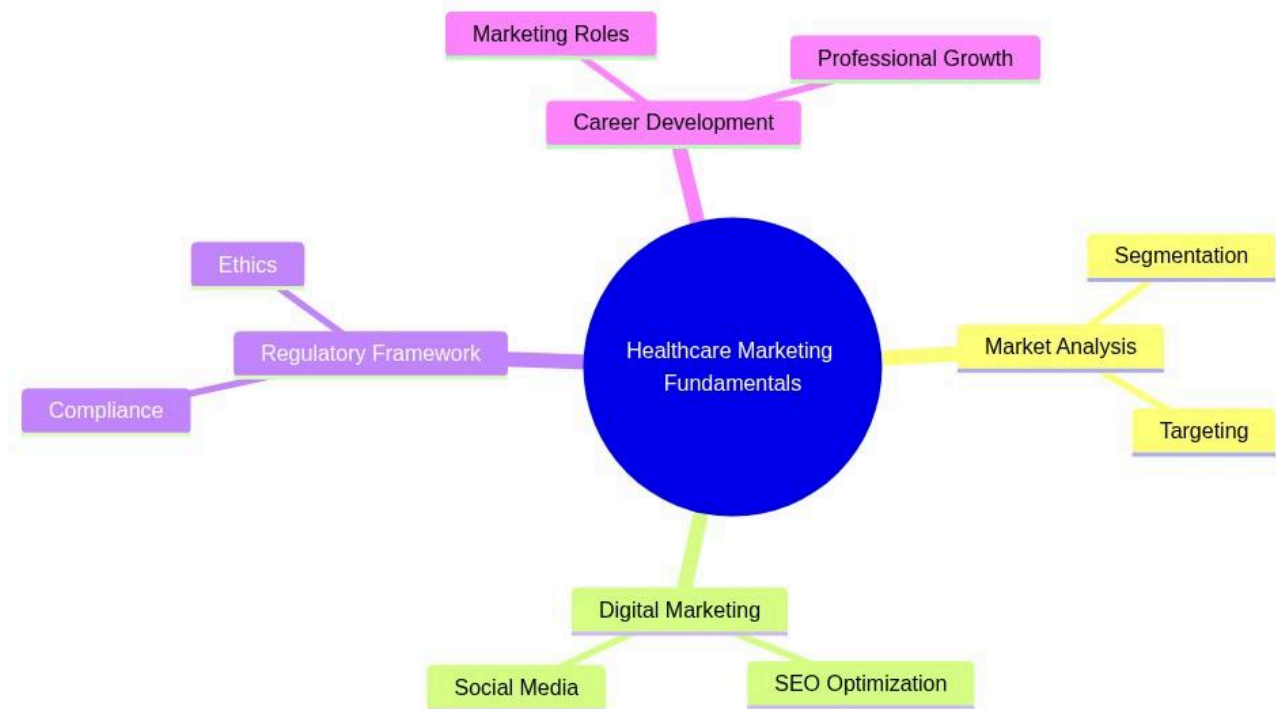 Marketing Roles
Professional Growth
Career Development
Ethics
Segmentation
Regulatory Framework
Healthcare Marketing
Fundamentals
Market Analysis
Compliance
Targeting
Digital Marketing
Social Media
SEO Optimization